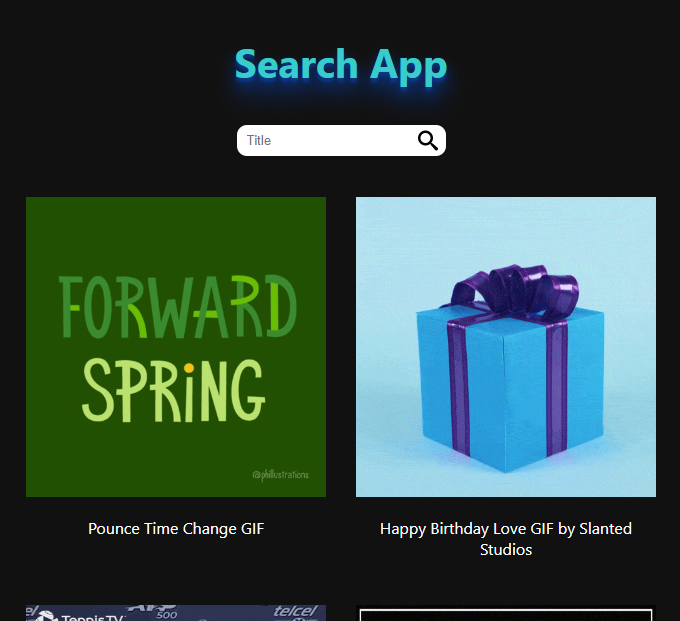 Search App
Title
FORWARD
SPRiNG
@phillustrations
Pounce Time Change GIF
Happy Birthday Love GIF by Slanted
Studios
TennisTV
500
telcel